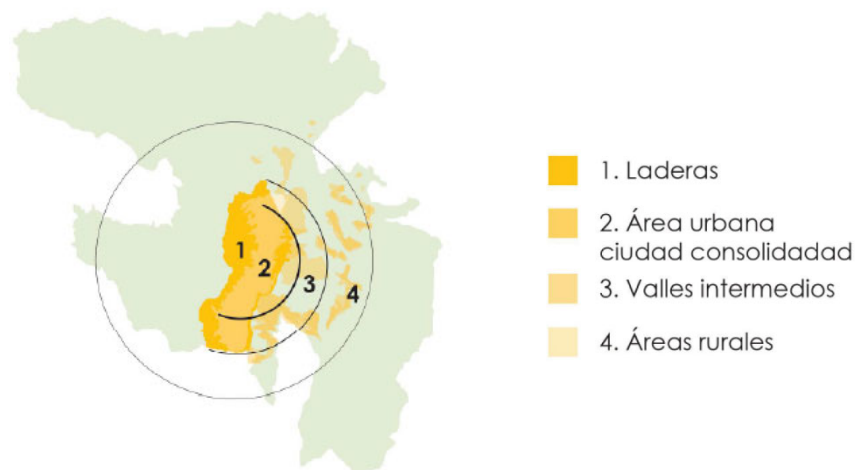 1
2
3
4
1. Laderas
2. Área urbana
ciudad consolidadad
3. Valles intermedios
4. Áreas rurales